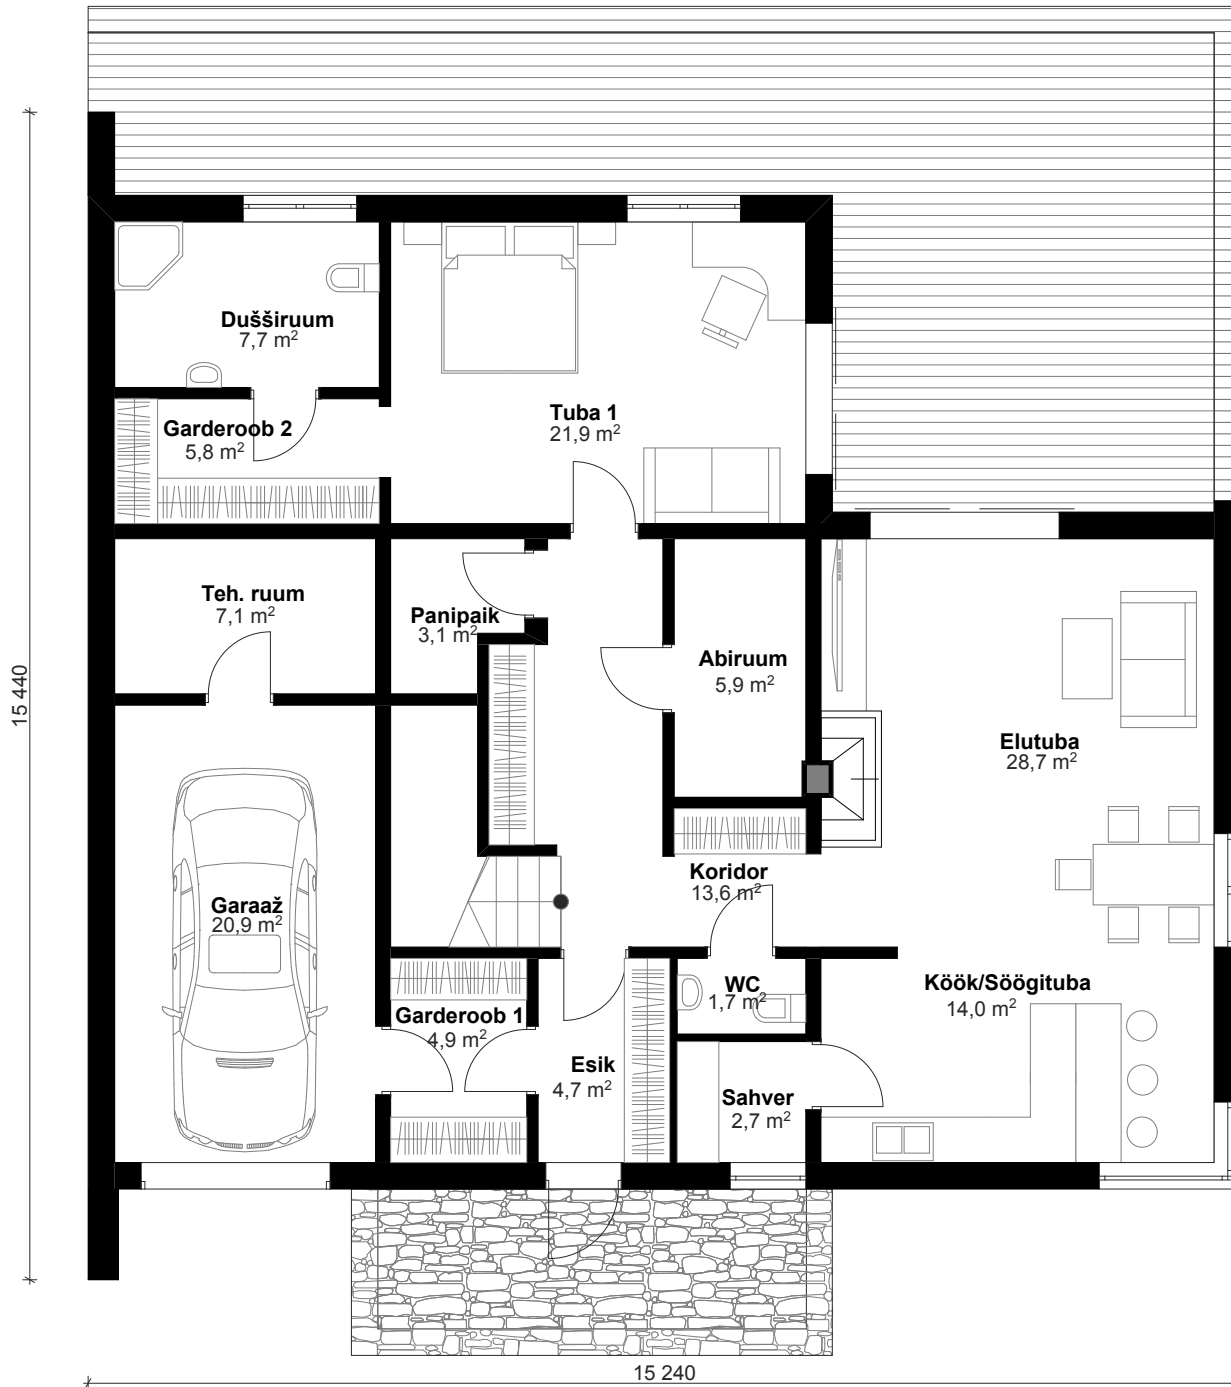 Dušširuum
7,7 m²
Tuba 1
21,9 m²
Garderoob 2
5,8 m²
Teh. ruum
7,1 m²
Panipaik
3,1 m²
Abiruum
5,9 m²
Elutuba
28,7 m²
15 440
Koridor
13,6 m²
Garaaž
20,9 m²
WC
1,7 m²
Köök/Söögituba
14,0 m²
Garderoob 1
4,9 m²
Esik
4,7 m²
Sahver
2,7 m²
15 240